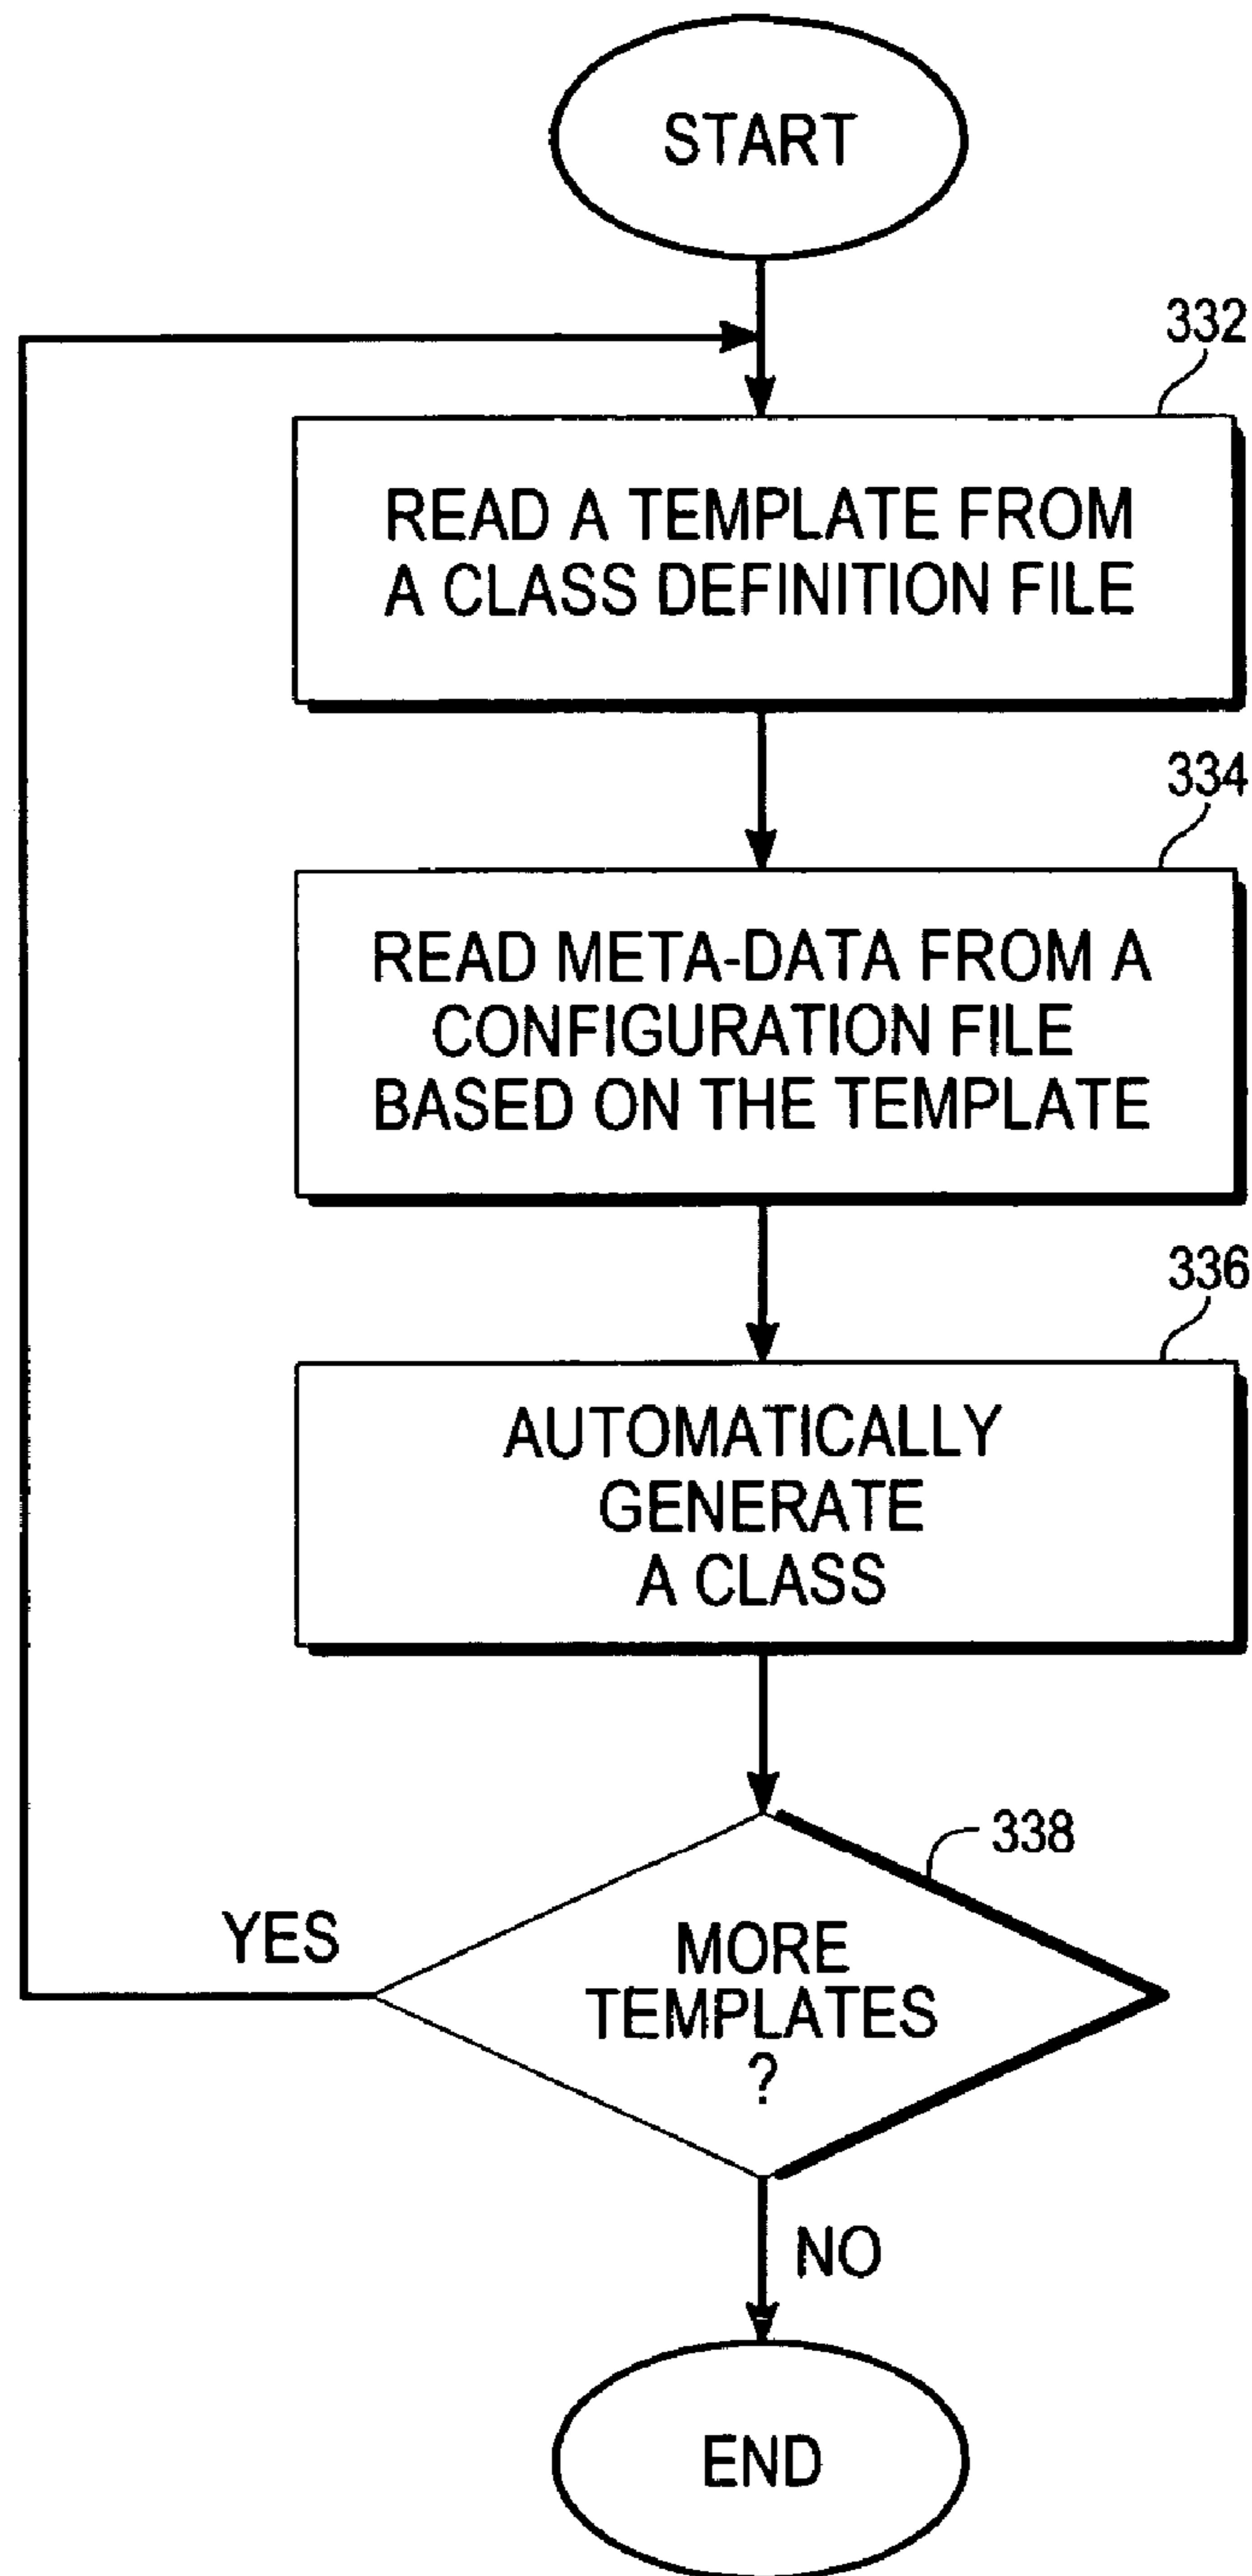 START
332
READ A TEMPLATE FROM
A CLASS DEFINITION FILE
334
READ META-DATA FROM A
CONFIGURATION FILE
BASED ON THE TEMPLATE
336
AUTOMATICALLY
GENERATE
A CLASS
338
YES
MORE
TEMPLATES
?
NO
END